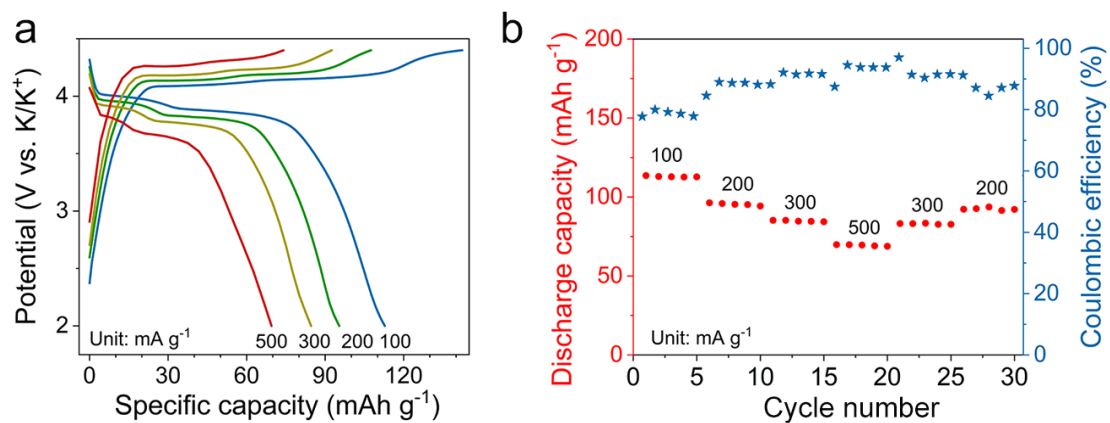 a
Potential (V vs. K/K⁺)
4
3
2
Unit: mA g⁻¹
500 300 200 100
0 30 60 90 120
Specific capacity (mAh g⁻¹)
b
Discharge capacity (mAh g⁻¹)
200
150
100
50
0
100
200
300
500
300
200
Unit: mA g⁻¹
0 5 10 15 20 25 30
Cycle number
100
80
60
40
20
0
Coulombic efficiency (%)